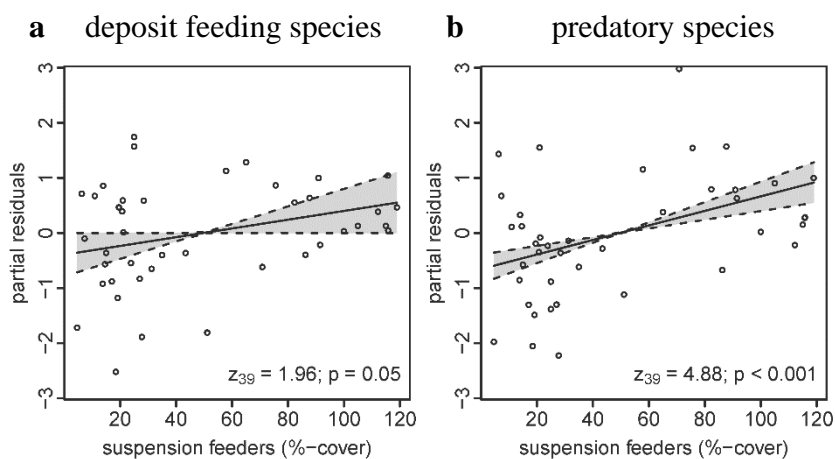 a deposit feeding species
b predatory species
3
2
1
0
-1
-2
-3
partial residuals
z39 = 1.96; p = 0.05
20 40 60 80 100 120
suspension feeders (%-cover)
3
2
1
0
-1
-2
-3
partial residuals
z39 = 4.88; p < 0.001
20 40 60 80 100 120
suspension feeders (%-cover)